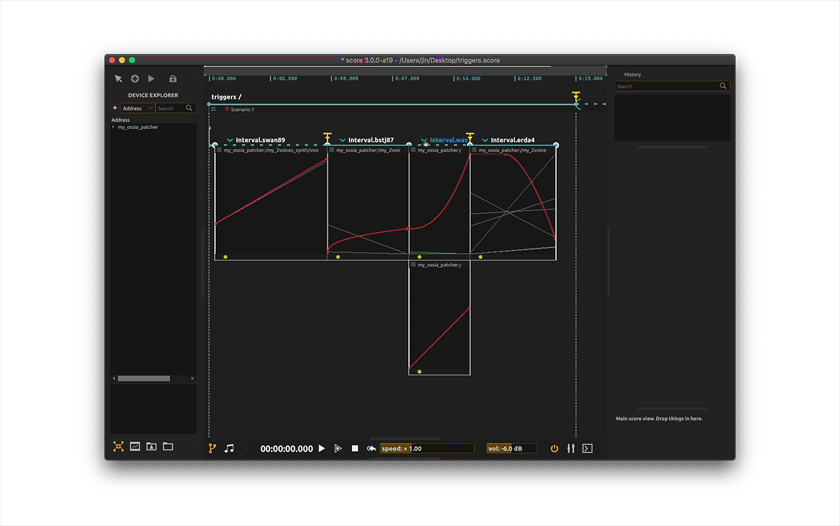 * score 3.0.0-a19 - /Users/jin/Desktop/triggers.score
DEVICE EXPLORER
+ Address Search
Address
my_ossia_patcher
0:00.000 0:02.500 0:05.000 0:07.500 0:10.000 0:12.500 0:15.000
triggers /
Scenario.1
Interval.swan89 Interval.bstj87 Interval.was Interval.erda4
my_ossia_patcher:/my_2voices_synth/voic my_ossia_patcher:/my_2voic my_ossia_patcher:/ my_ossia_patcher:/my_2voice
my_ossia_patcher:/
00:00:00.000 speed: × 1.00 vol: -6.0 dB
History
Search
Main score view. Drop things in here.